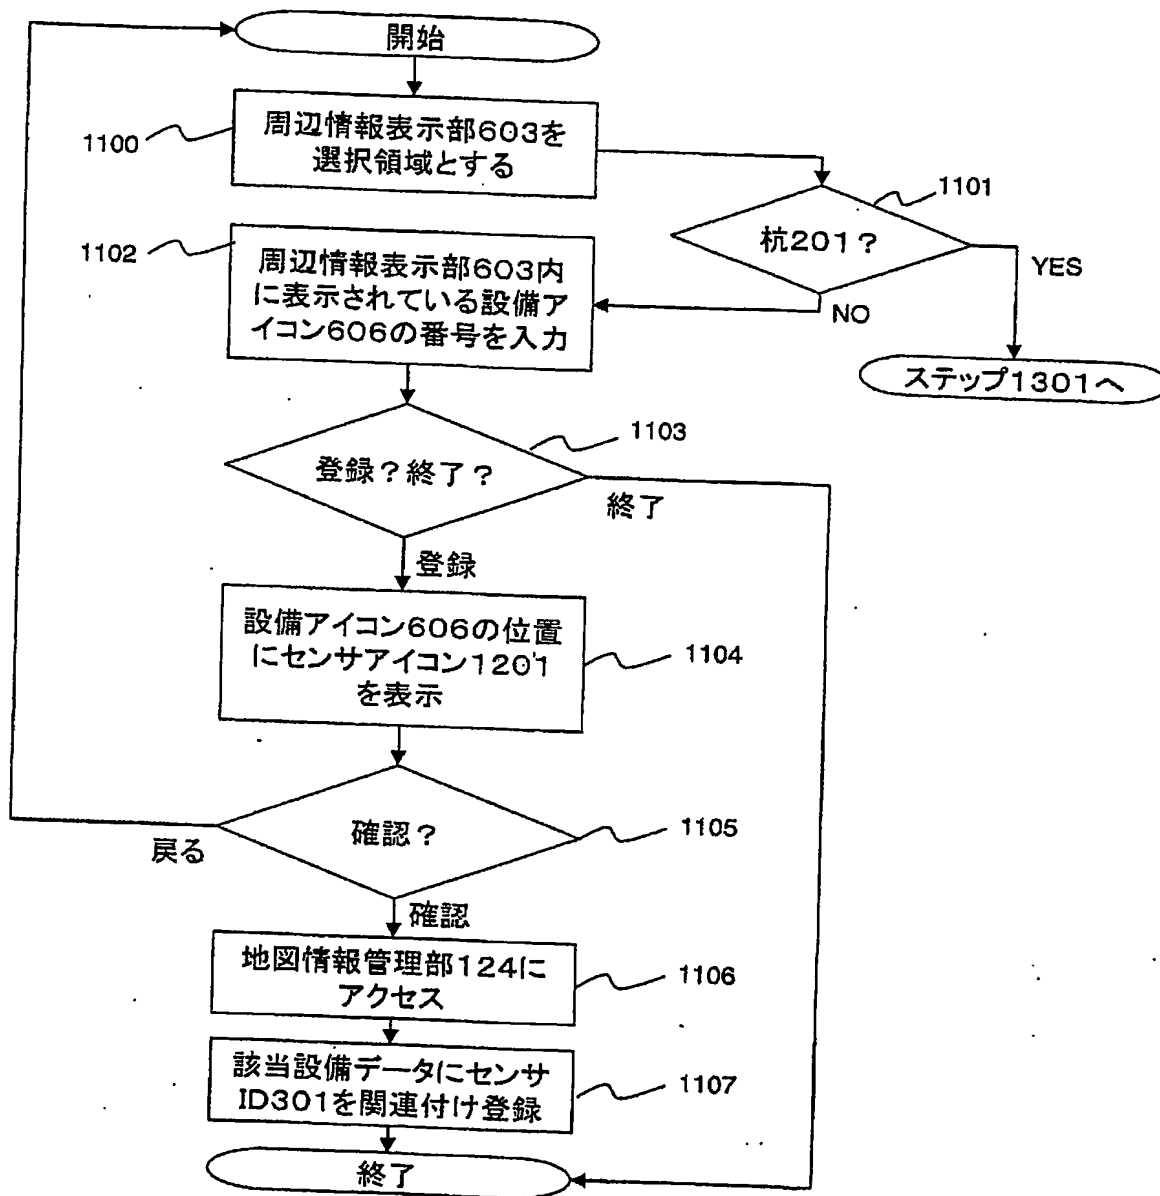 開始
1100
周辺情報表示部603を
選択領域とする
1101
杭201?
YES
NO
ステップ1301へ
1102
周辺情報表示部603内
に表示されている設備ア
イコン606の番号を入力
1103
登録?終了?
終了
登録
設備アイコン606の位置
にセンサアイコン1201
を表示
1104
確認?
1105
戻る
確認
地図情報管理部124に
アクセス
1106
該当設備データにセンサ
ID301を関連付け登録
1107
終了